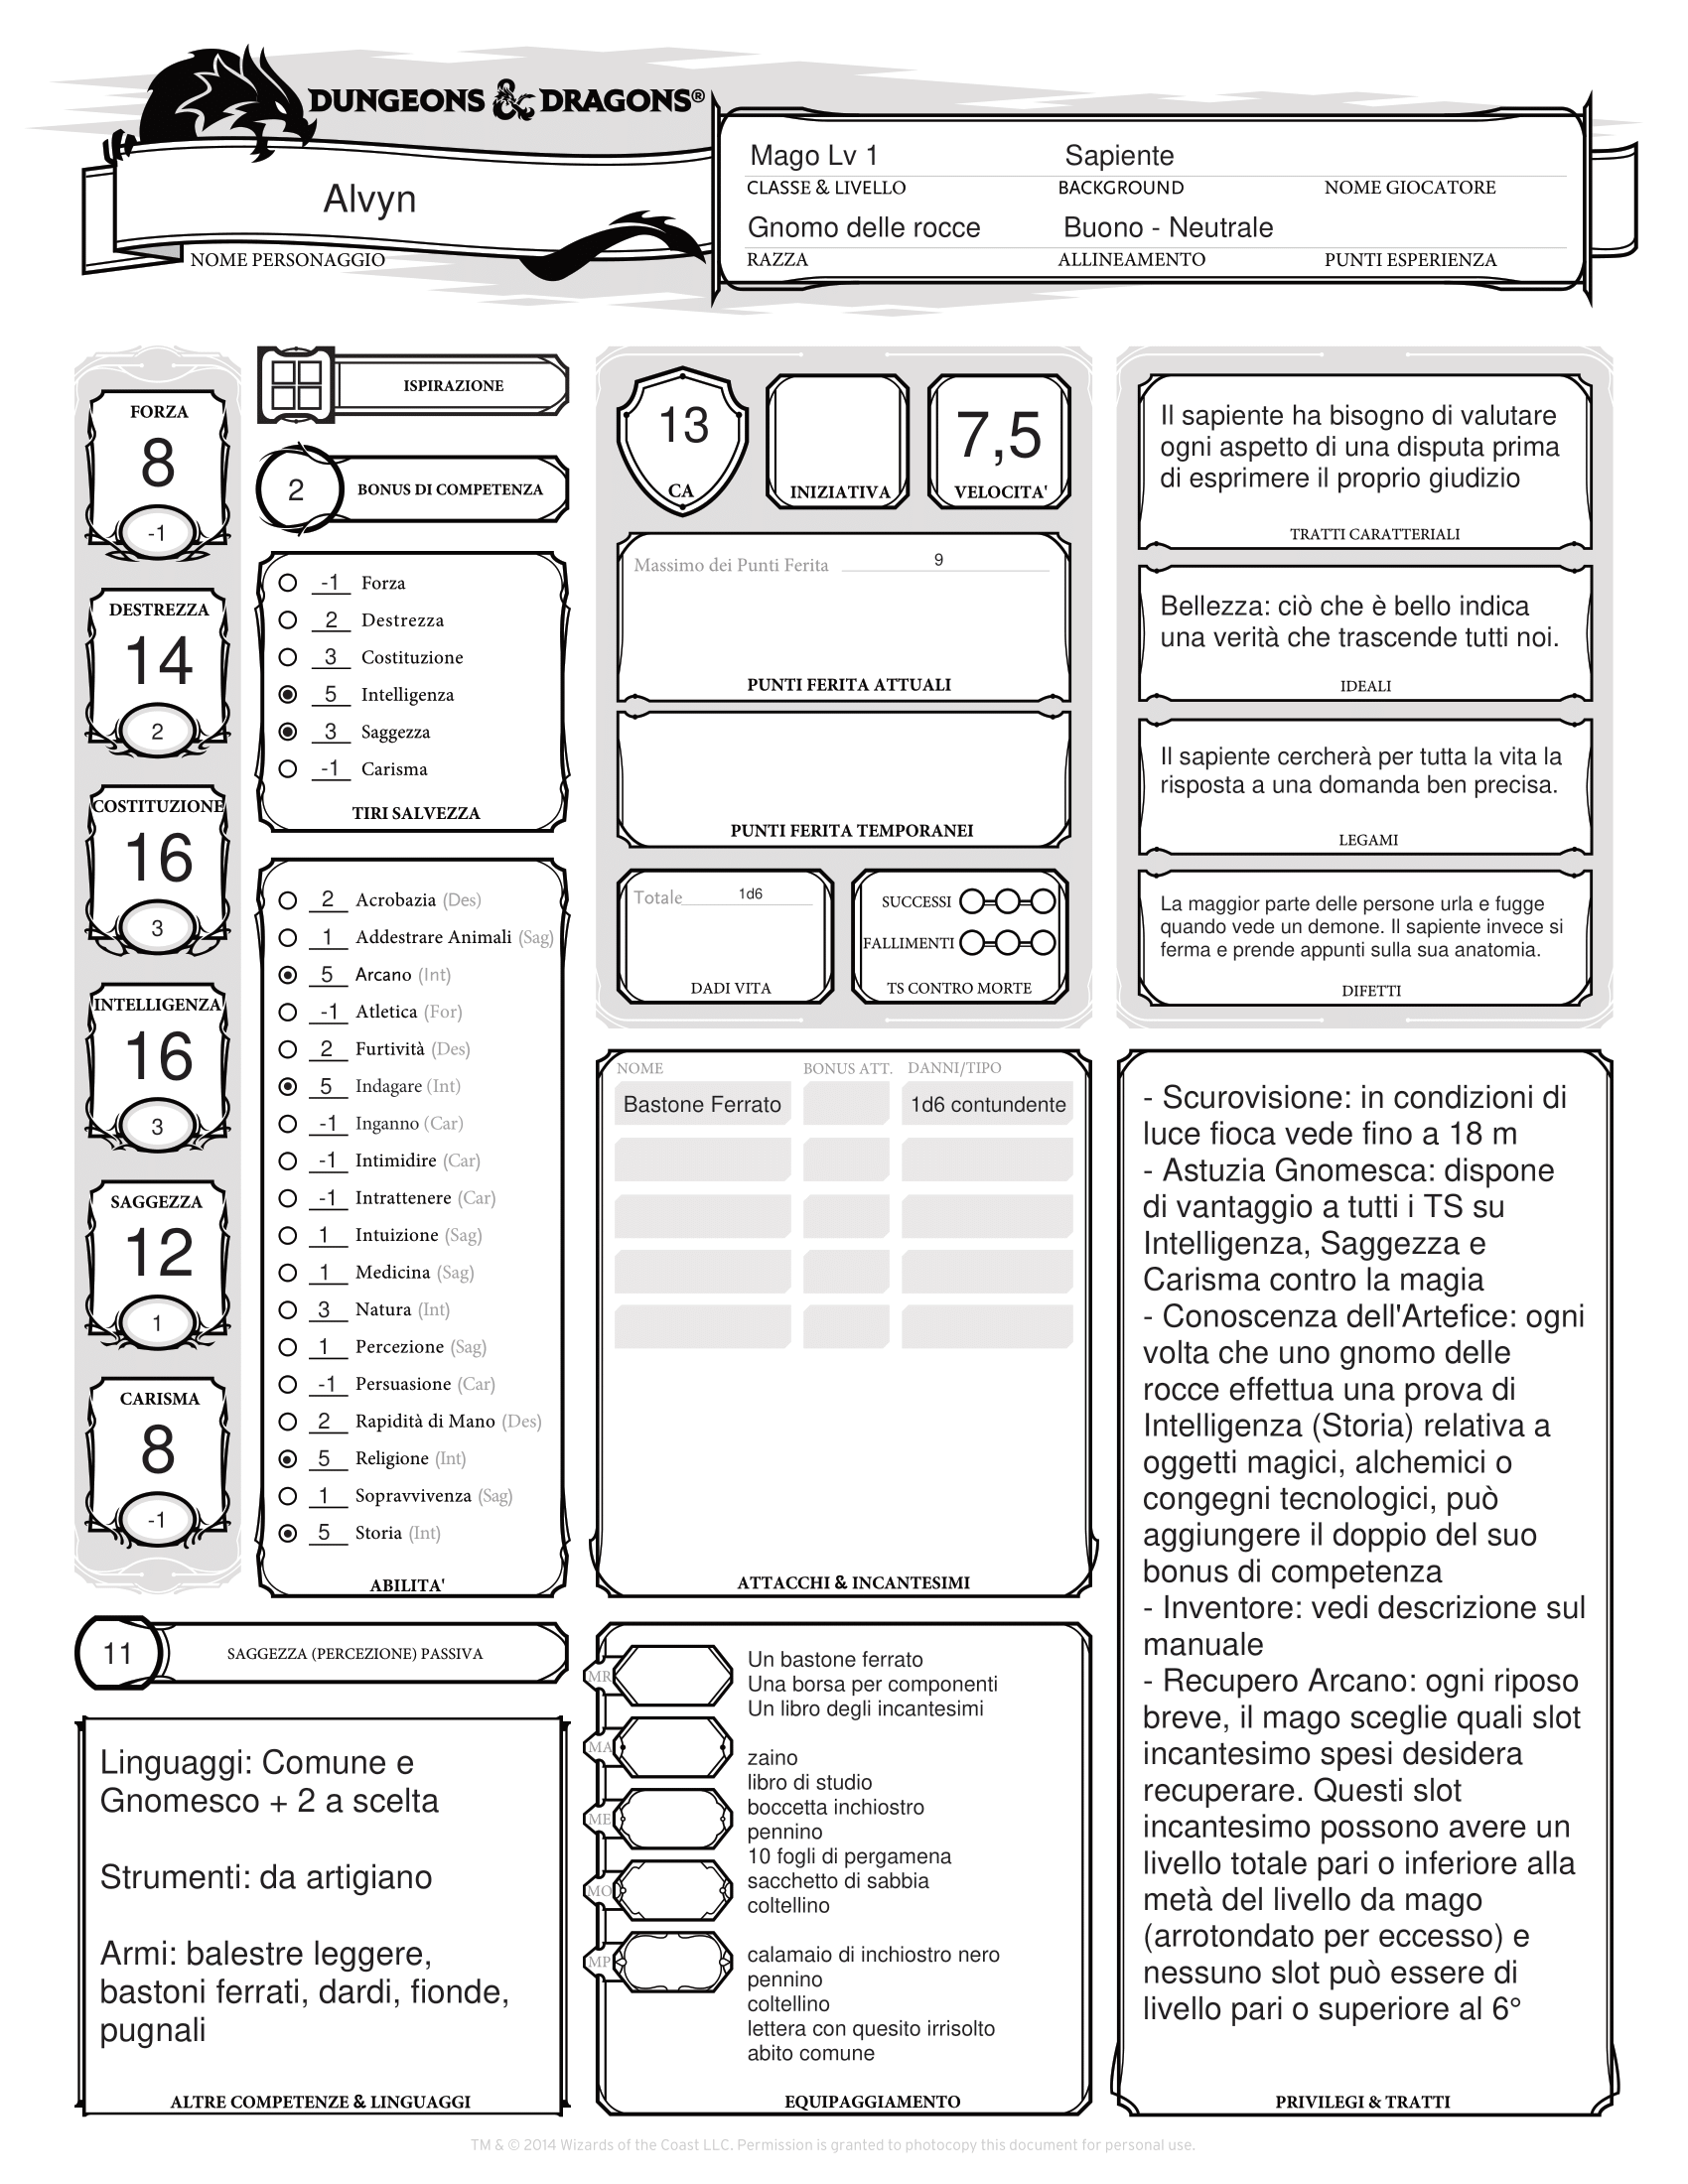 DUNGEONS & DRAGONS®
Alvyn
NOME PERSONAGGIO
Mago Lv 1 Sapiente
CLASSE & LIVELLO BACKGROUND NOME GIOCATORE
Gnomo delle rocce Buono - Neutrale
RAZZA ALLINEAMENTO PUNTI ESPERIENZA
FORZA
8
-1
DESTREZZA
14
2
COSTITUZIONE
16
3
INTELLIGENZA
16
3
SAGGEZZA
12
1
CARISMA
8
-1
ISPIRAZIONE
2 BONUS DI COMPETENZA
-1 Forza
2 Destrezza
3 Costituzione
5 Intelligenza
3 Saggezza
-1 Carisma
TIRI SALVEZZA
2 Acrobazia (Des)
1 Addestrare Animali (Sag)
5 Arcano (Int)
-1 Atletica (For)
2 Furtività (Des)
5 Indagare (Int)
-1 Inganno (Car)
-1 Intimidire (Car)
-1 Intrattenere (Car)
1 Intuizione (Sag)
1 Medicina (Sag)
3 Natura (Int)
1 Percezione (Sag)
-1 Persuasione (Car)
2 Rapidità di Mano (Des)
5 Religione (Int)
1 Sopravvivenza (Sag)
5 Storia (Int)
ABILITA'
11 SAGGEZZA (PERCEZIONE) PASSIVA
Linguaggi: Comune e
Gnomesco + 2 a scelta
Strumenti: da artigiano
Armi: balestre leggere,
bastoni ferrati, dardi, fionde,
pugnali
ALTRE COMPETENZE & LINGUAGGI
13
CA
INIZIATIVA
7,5
VELOCITA'
Massimo dei Punti Ferita 9
PUNTI FERITA ATTUALI
PUNTI FERITA TEMPORANEI
Totale 1d6
DADI VITA
SUCCESSI
FALLIMENTI
TS CONTRO MORTE
NOME BONUS ATT. DANNI/TIPO
Bastone Ferrato 1d6 contundente
ATTACCHI & INCANTESIMI
MR
MA
ME
MO
MP
Un bastone ferrato
Una borsa per componenti
Un libro degli incantesimi
zaino
libro di studio
boccetta inchiostro
pennino
10 fogli di pergamena
sacchetto di sabbia
coltellino
calamaio di inchiostro nero
pennino
coltellino
lettera con quesito irrisolto
abito comune
EQUIPAGGIAMENTO
Il sapiente ha bisogno di valutare
ogni aspetto di una disputa prima
di esprimere il proprio giudizio
TRATTI CARATTERIALI
Bellezza: ciò che è bello indica
una verità che trascende tutti noi.
IDEALI
Il sapiente cercherà per tutta la vita la
risposta a una domanda ben precisa.
LEGAMI
La maggior parte delle persone urla e fugge
quando vede un demone. Il sapiente invece si
ferma e prende appunti sulla sua anatomia.
DIFETTI
- Scurovisione: in condizioni di
luce fioca vede fino a 18 m
- Astuzia Gnomesca: dispone
di vantaggio a tutti i TS su
Intelligenza, Saggezza e
Carisma contro la magia
- Conoscenza dell'Artefice: ogni
volta che uno gnomo delle
rocce effettua una prova di
Intelligenza (Storia) relativa a
oggetti magici, alchemici o
congegni tecnologici, può
aggiungere il doppio del suo
bonus di competenza
- Inventore: vedi descrizione sul
manuale
- Recupero Arcano: ogni riposo
breve, il mago sceglie quali slot
incantesimo spesi desidera
recuperare. Questi slot
incantesimo possono avere un
livello totale pari o inferiore alla
metà del livello da mago
(arrotondato per eccesso) e
nessuno slot può essere di
livello pari o superiore al 6°
PRIVILEGI & TRATTI
TM & © 2014 Wizards of the Coast LLC. Permission is granted to photocopy this document for personal use.